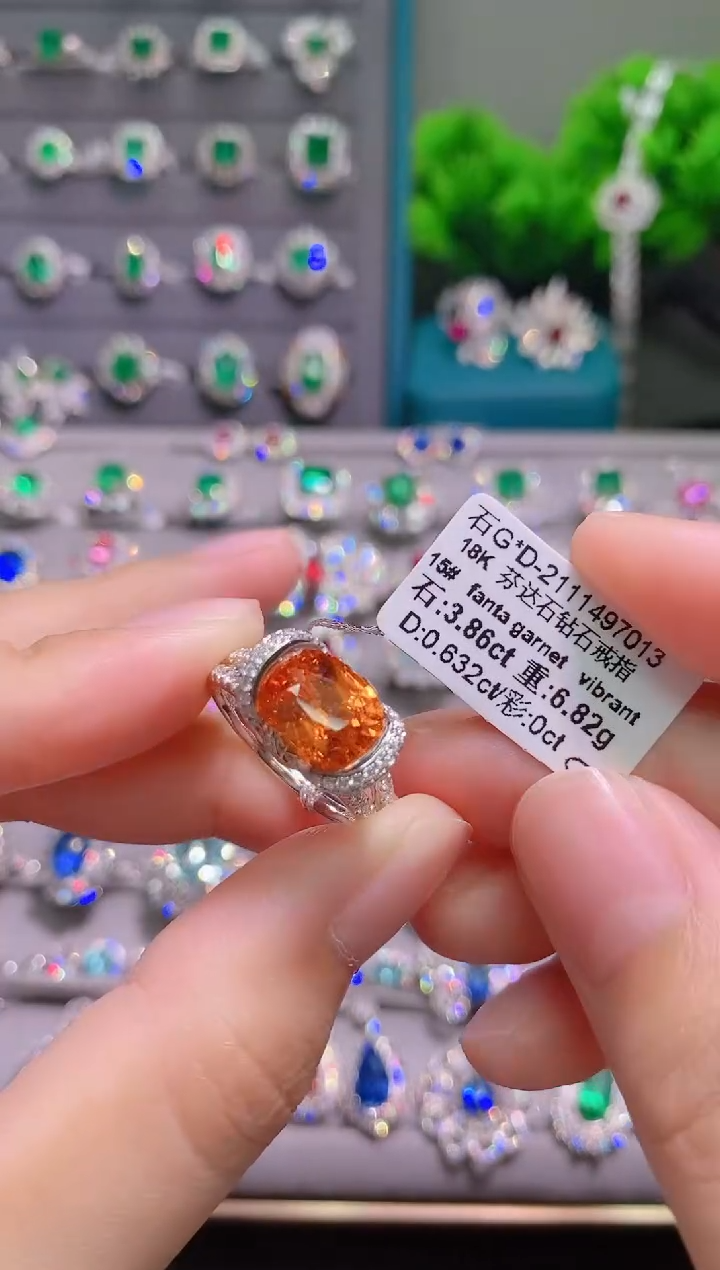 石G*D-2111497013
18K 芬达石钻石戒指
15# fanta garnet vibrant
石:3.86ct 重:6.82g
D:0.632ct/彩:0ct